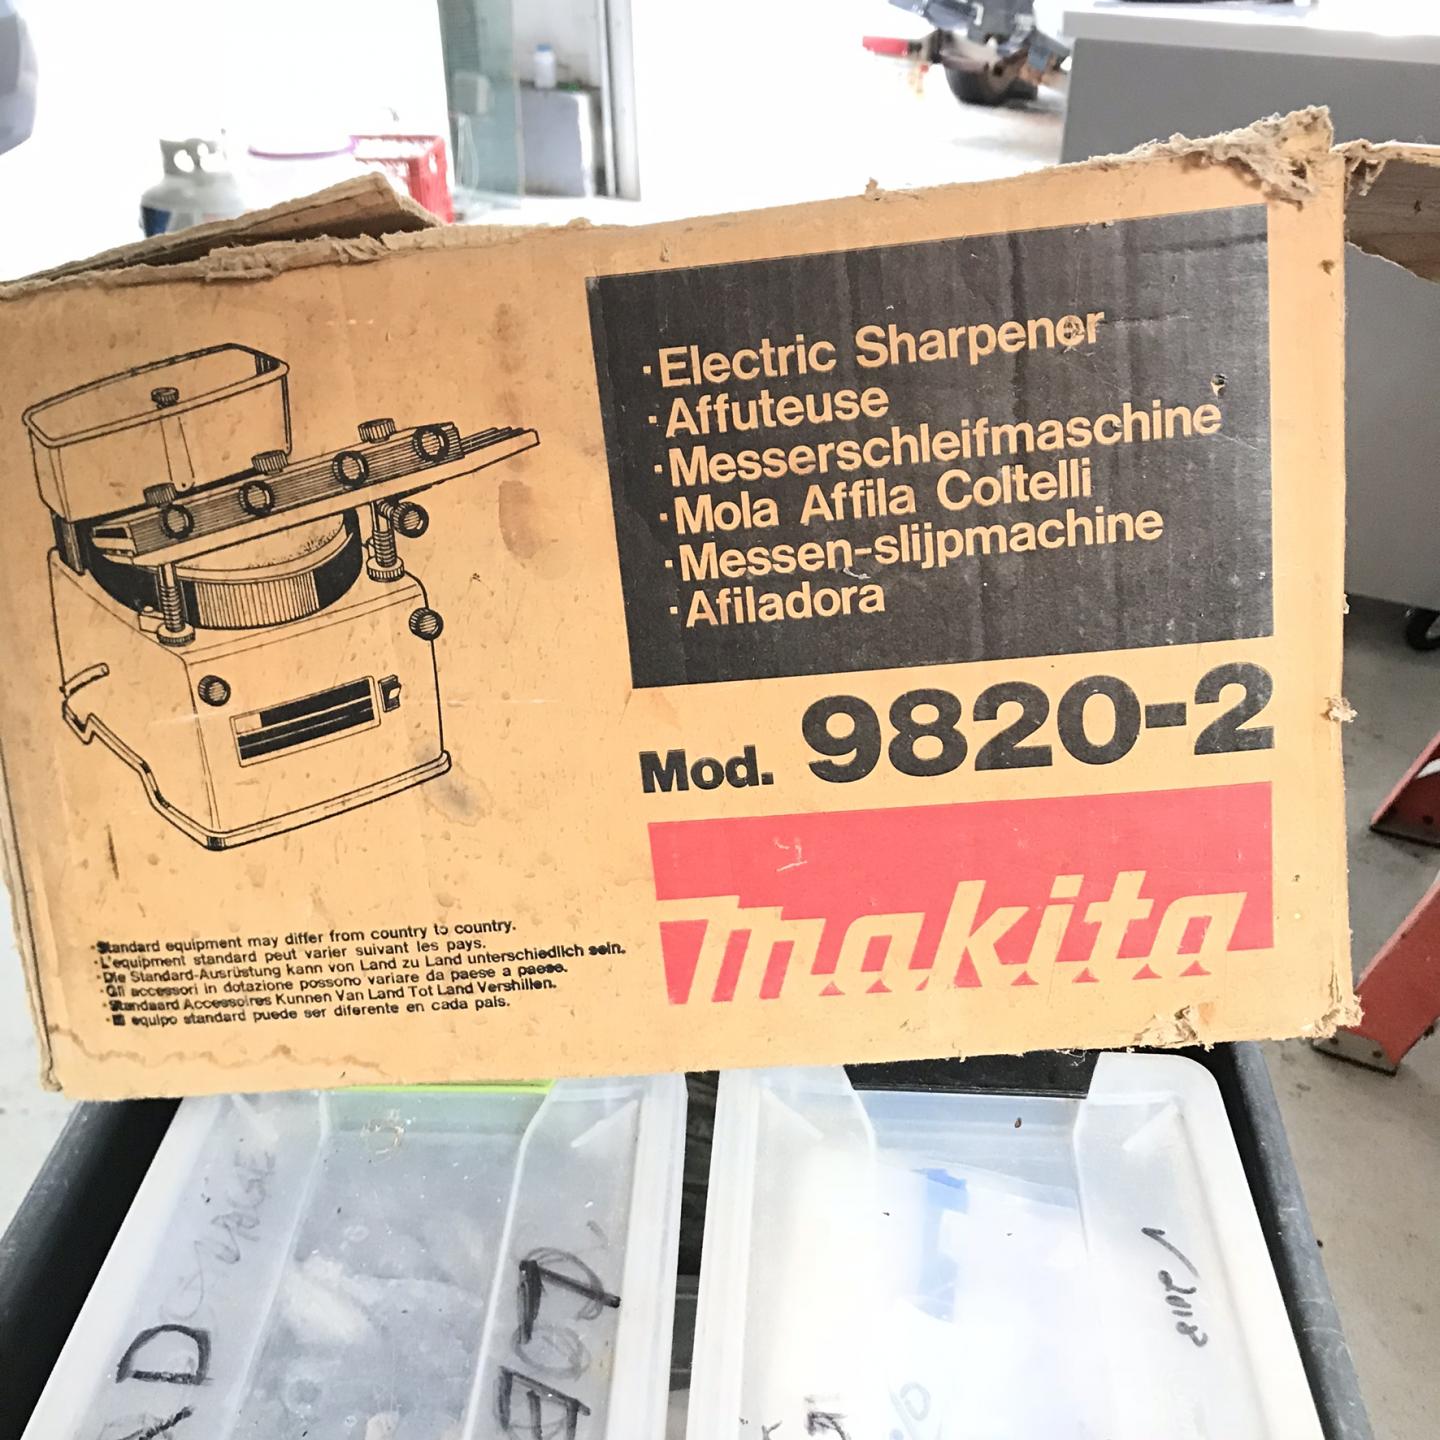 ·Electric Sharpener
·Affuteuse
·Messerschleifmaschine
·Mola Affila Coltelli
·Messen-slijpmachine
·Afiladora
Mod. 9820-2
makita
·Standard equipment may differ from country to country.
·L'equipment standard peut varier suivant les pays.
·Die Standard-Ausrüstung kann von Land zu Land unterschiedlich sein.
·Gli accessori in dotazione possono variare da paese a paese.
·Standaard Accessoires Kunnen Van Land Tot Land Vershillen.
·El equipo standard puede ser diferente en cada pais.